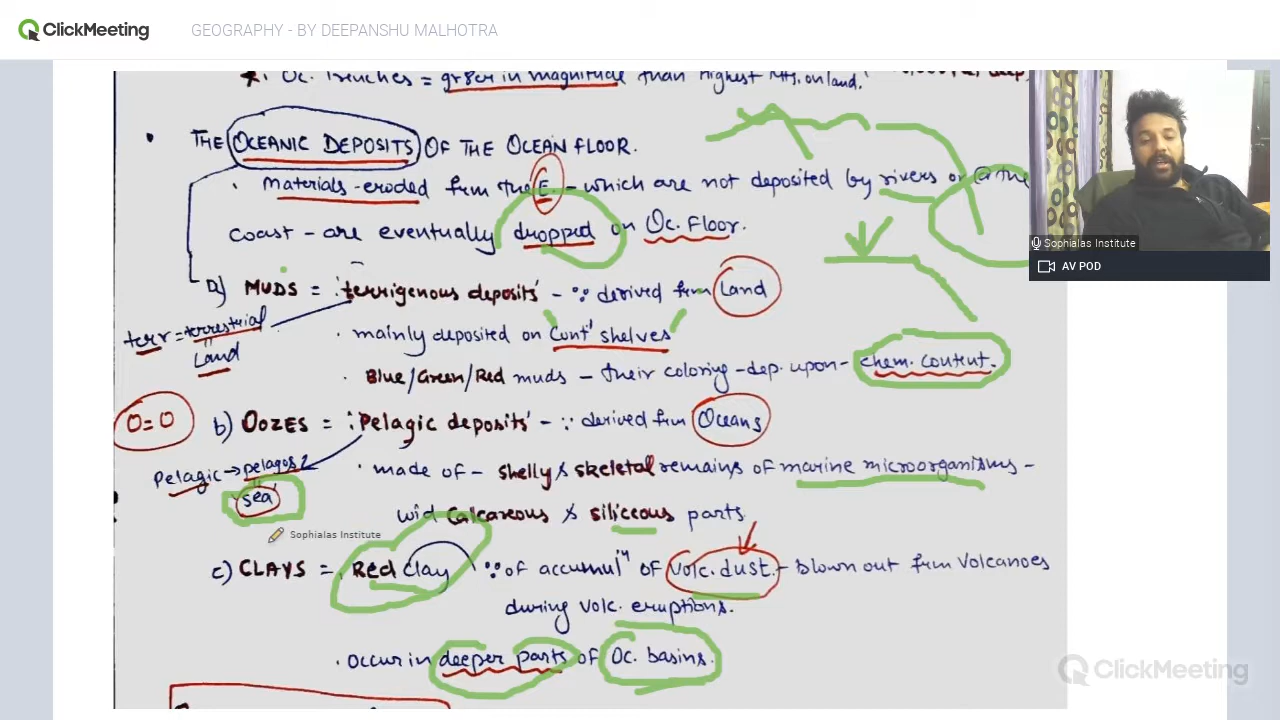 ClickMeeting
GEOGRAPHY - BY DEEPANSHU MALHOTRA
Oc. Trenches = gr8er in magnitude than highest Mts. on land.
• THE OCEANIC DEPOSITS OF THE OCEAN FLOOR.
• Materials-eroded from the E - which are not deposited by rivers or @ the
coast - are eventually dropped on Oc. Floor.
a) MUDS = 'terrigenous deposits' - ∵ derived from Land
terr = terrestrial
Land
• mainly deposited on Cont' shelves
• Blue/Green/Red muds - their coloring - dep. upon - chem. content.
O=O
b) OOZES = 'Pelagic deposits' - ∵ derived from Oceans
Pelagic → pelagos
sea
• made of - shelly & skeletal remains of marine microorganisms -
wid calcareous & siliceous parts
Sophialas Institute
c) CLAYS = Red clay ∵ of accumul'n of volc. dust - blown out from volcanoes
during volc. eruptions.
• occur in deeper parts of Oc. basins.
Sophialas Institute
AV POD
ClickMeeting